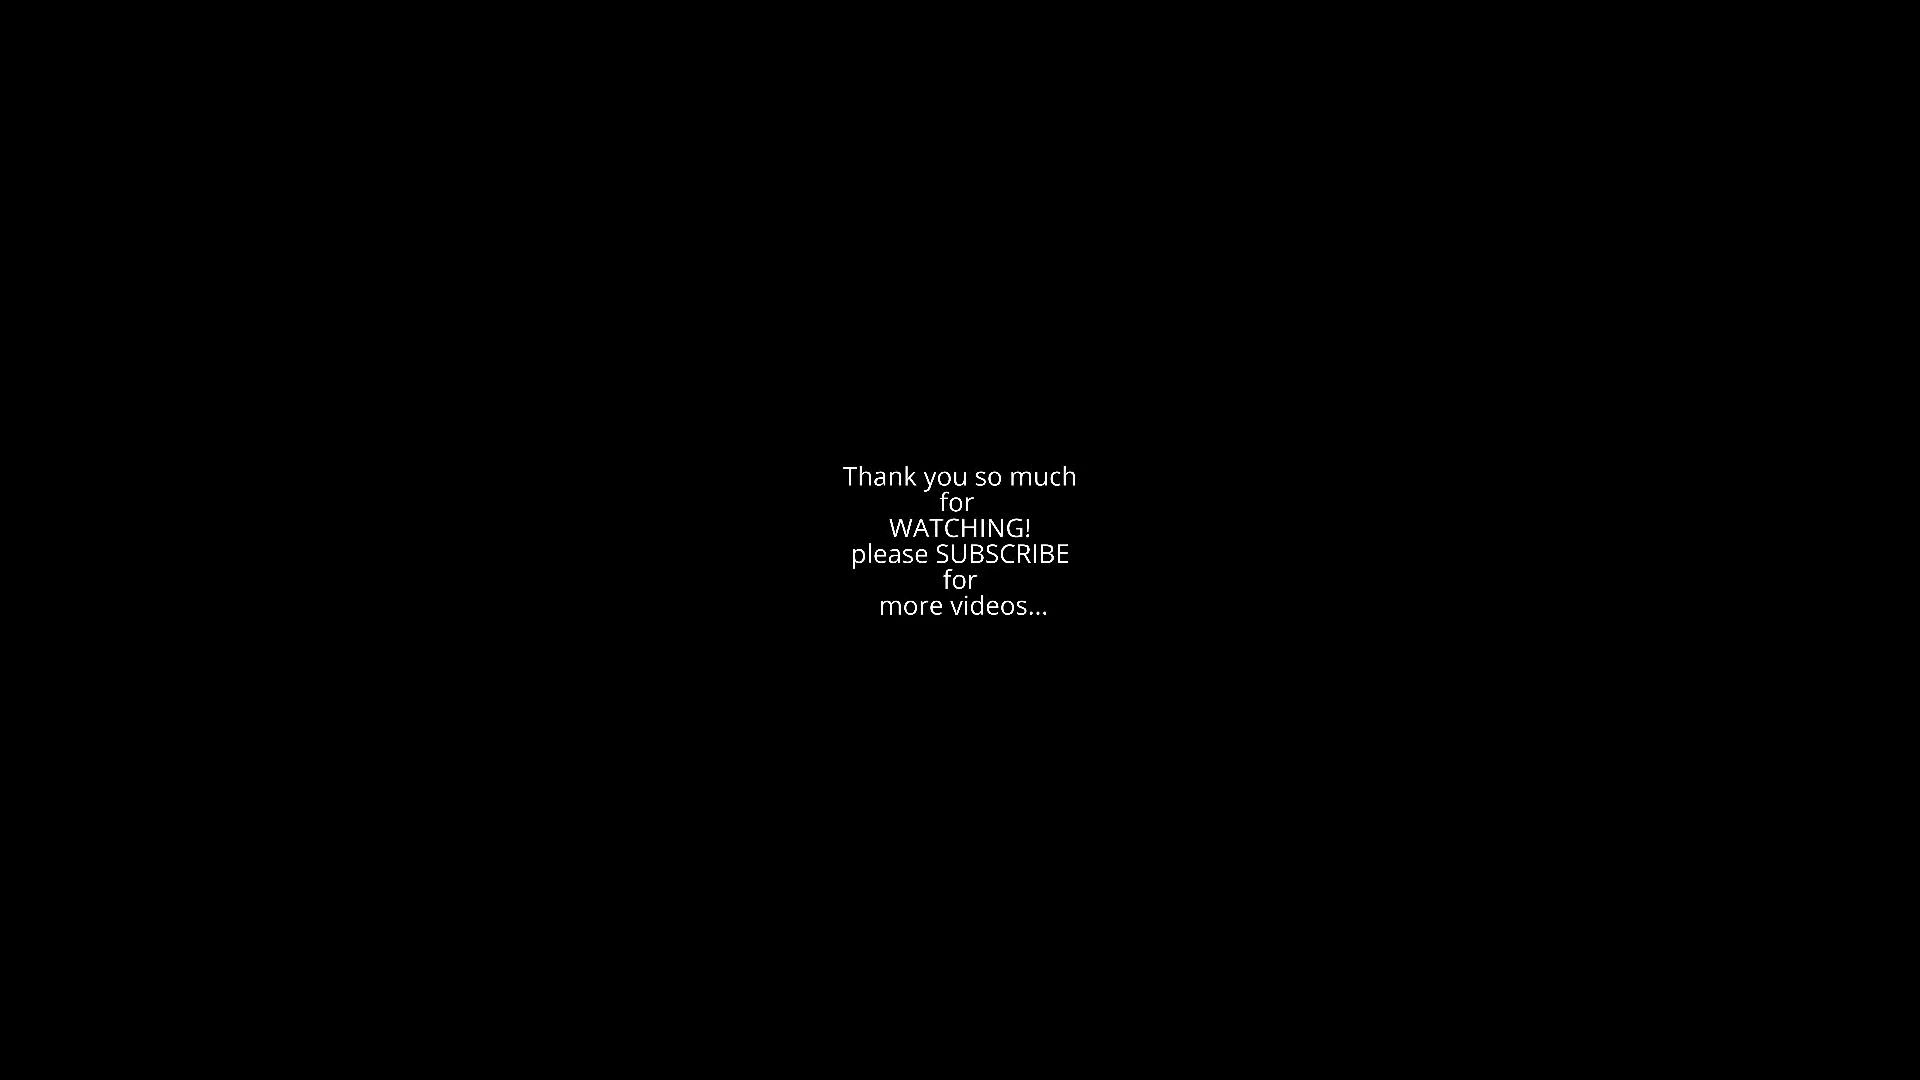 Thank you so much
for
WATCHING!
please SUBSCRIBE
for
more videos...